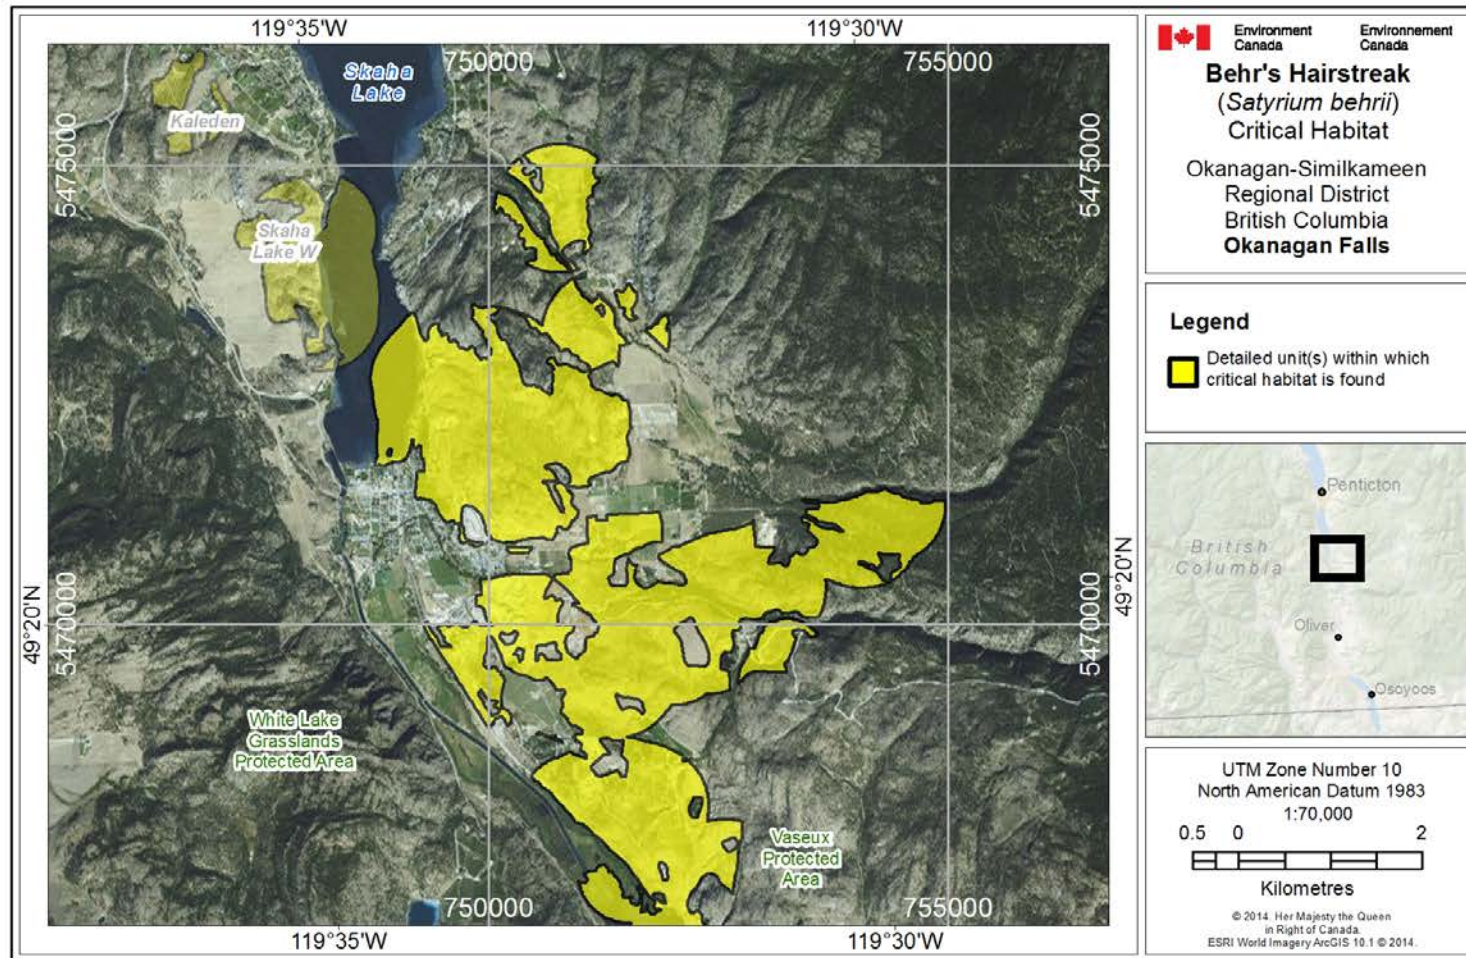 119°35'W
119°30'W
750000
755000
Skaha
Lake
Kaleden
5475000
5475000
Skaha
Lake W
49°20'N
5470000
5470000
49°20'N
White Lake
Grasslands
Protected Area
Vaseux
Protected
Area
750000
755000
119°35'W
119°30'W
Environment
Canada
Environnement
Canada
Behr's Hairstreak
(Satyrium behrii)
Critical Habitat
Okanagan-Similkameen
Regional District
British Columbia
Okanagan Falls
Legend
Detailed unit(s) within which
critical habitat is found
Penticton
British
Columbia
Oliver
Osoyoos
UTM Zone Number 10
North American Datum 1983
1:70,000
0.5 0 2
Kilometres
© 2014. Her Majesty the Queen
in Right of Canada.
ESRI World Imagery ArcGIS 10.1 © 2014.